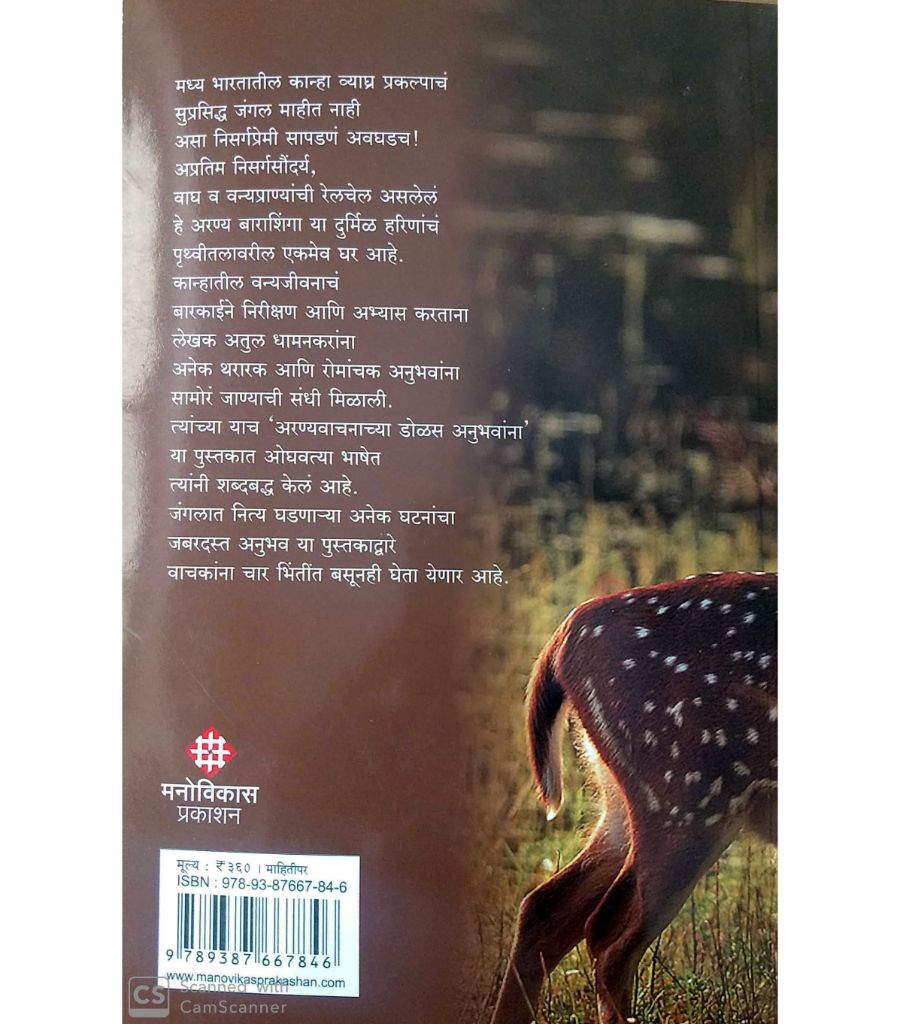 मध्य भारतातील कान्हा व्याघ्र प्रकल्पाचं
सुप्रसिद्ध जंगल माहीत नाही
असा निसर्गप्रेमी सापडणं अवघडच!
अप्रतिम निसर्गसौंदर्य,
वाघ व वन्यप्राण्यांची रेलचेल असलेलं
हे अरण्य बाराशिंगा या दुर्मिळ हरिणांचं
पृथ्वीतलावरील एकमेव घर आहे.
कान्हातील वन्यजीवनाचं
बारकाईने निरीक्षण आणि अभ्यास करताना
लेखक अतुल धामनकरांना
अनेक थरारक आणि रोमांचक अनुभवांना
सामोरं जाण्याची संधी मिळाली.
त्यांच्या याच ‘अरण्यवाचनाच्या डोळस अनुभवांना’
या पुस्तकात ओघवत्या भाषेत
त्यांनी शब्दबद्ध केलं आहे.
जंगलात नित्य घडणाऱ्या अनेक घटनांचा
जबरदस्त अनुभव या पुस्तकाद्वारे
वाचकांना चार भिंतींत बसूनही घेता येणार आहे.
मनोविकास
प्रकाशन
मूल्य : ₹ ३६० । माहितीपर
ISBN : 978-93-87667-84-6
9 789387 667846
www.manovikasprakashan.com
CS Scanned with
CamScanner